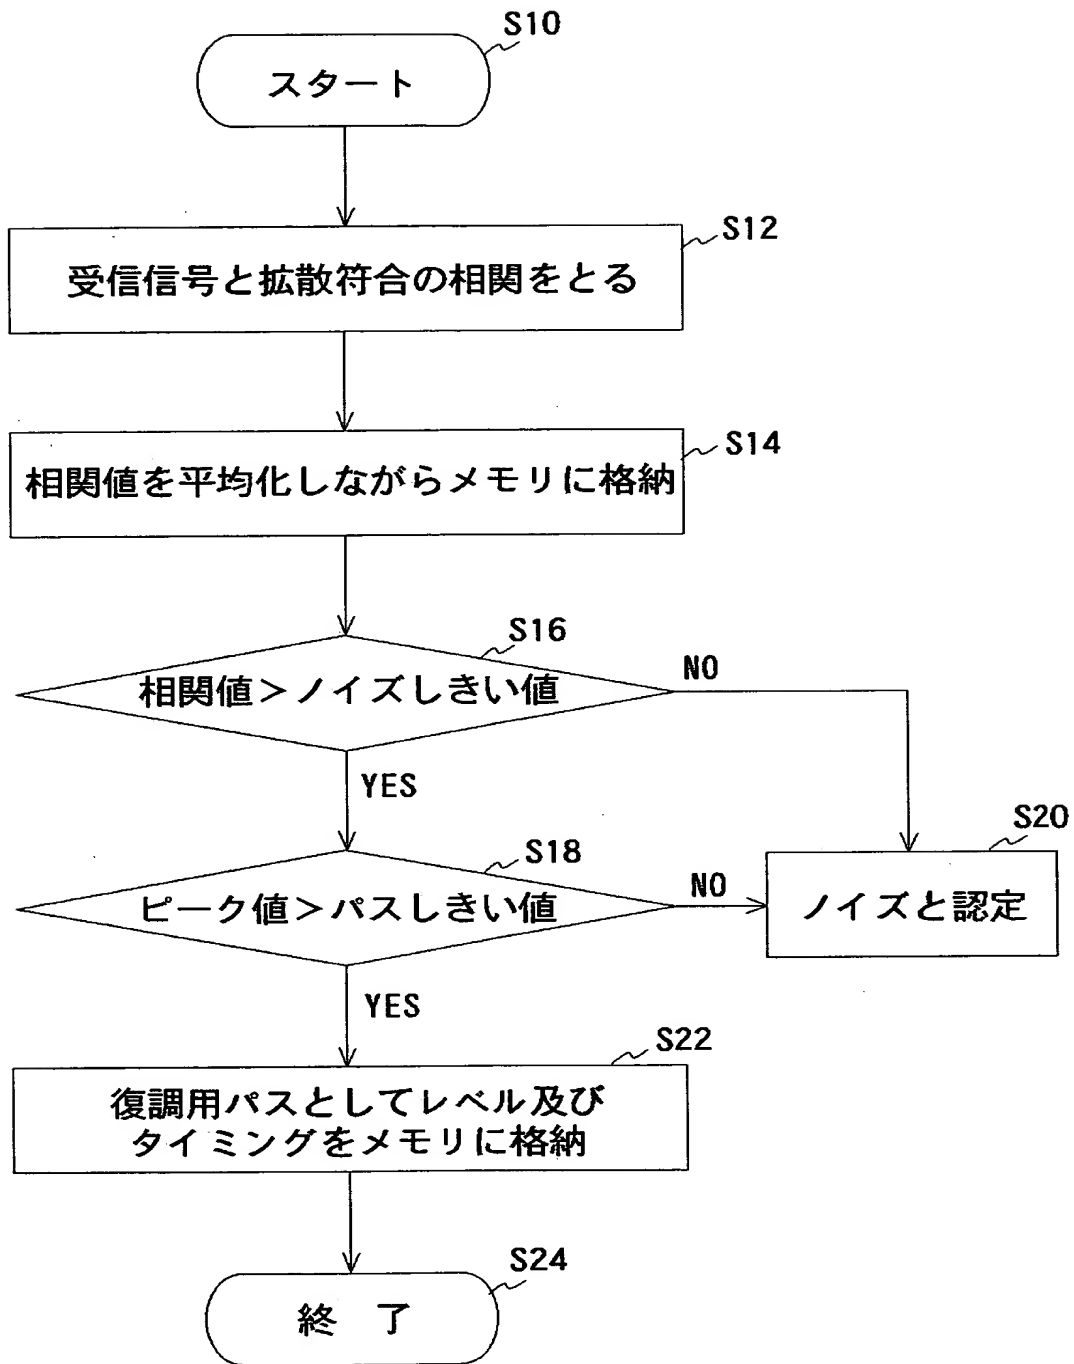 S10
スタート
S12
受信信号と拡散符合の相関をとる
S14
相関値を平均化しながらメモリに格納
S16
相関値>ノイズしきい値
NO
YES
S18
ピーク値>パスしきい値
NO
S20
ノイズと認定
YES
S22
復調用パスとしてレベル及び
タイミングをメモリに格納
S24
終 了